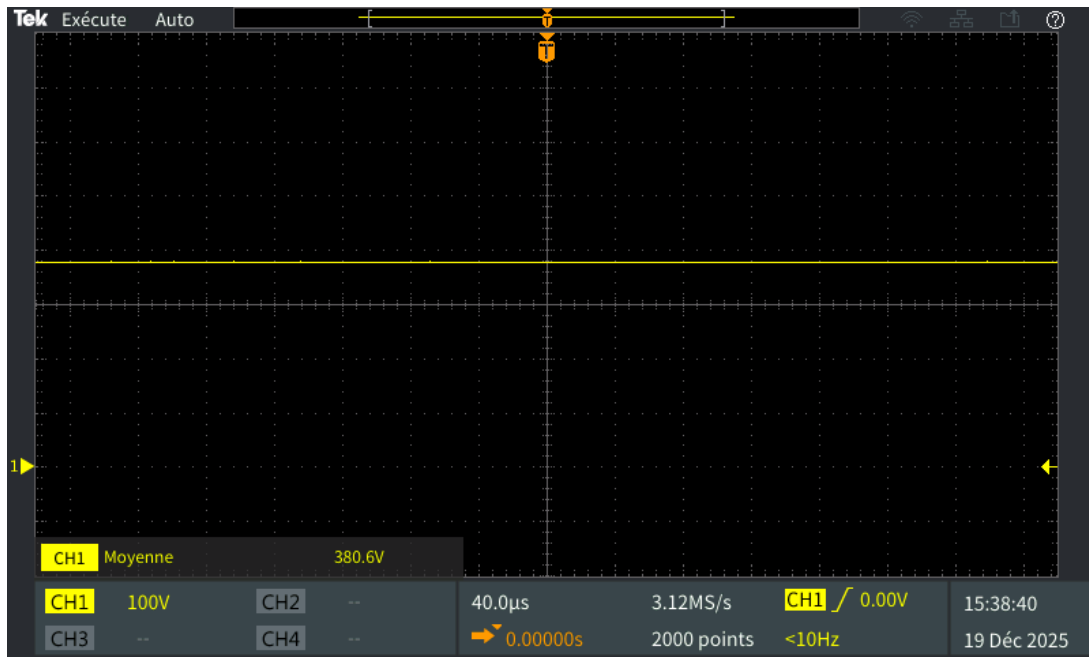 Tek Exécute Auto
T
T
1
CH1 Moyenne 380.6V
CH1 100V CH2 -- 40.0µs 3.12MS/s CH1 0.00V 15:38:40
CH3 -- CH4 -- 0.00000s 2000 points <10Hz 19 Déc 2025